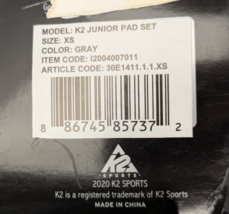 MODEL: K2 JUNIOR PAD SET
SIZE: XS
COLOR: GRAY
ITEM CODE: I2004007011
ARTICLE CODE: 30E1411.1.1.XS
8 86745 85737 2
K2
SPORTS
2020 K2 SPORTS
K2 is a registered trademark of K2 Sports
MADE IN CHINA